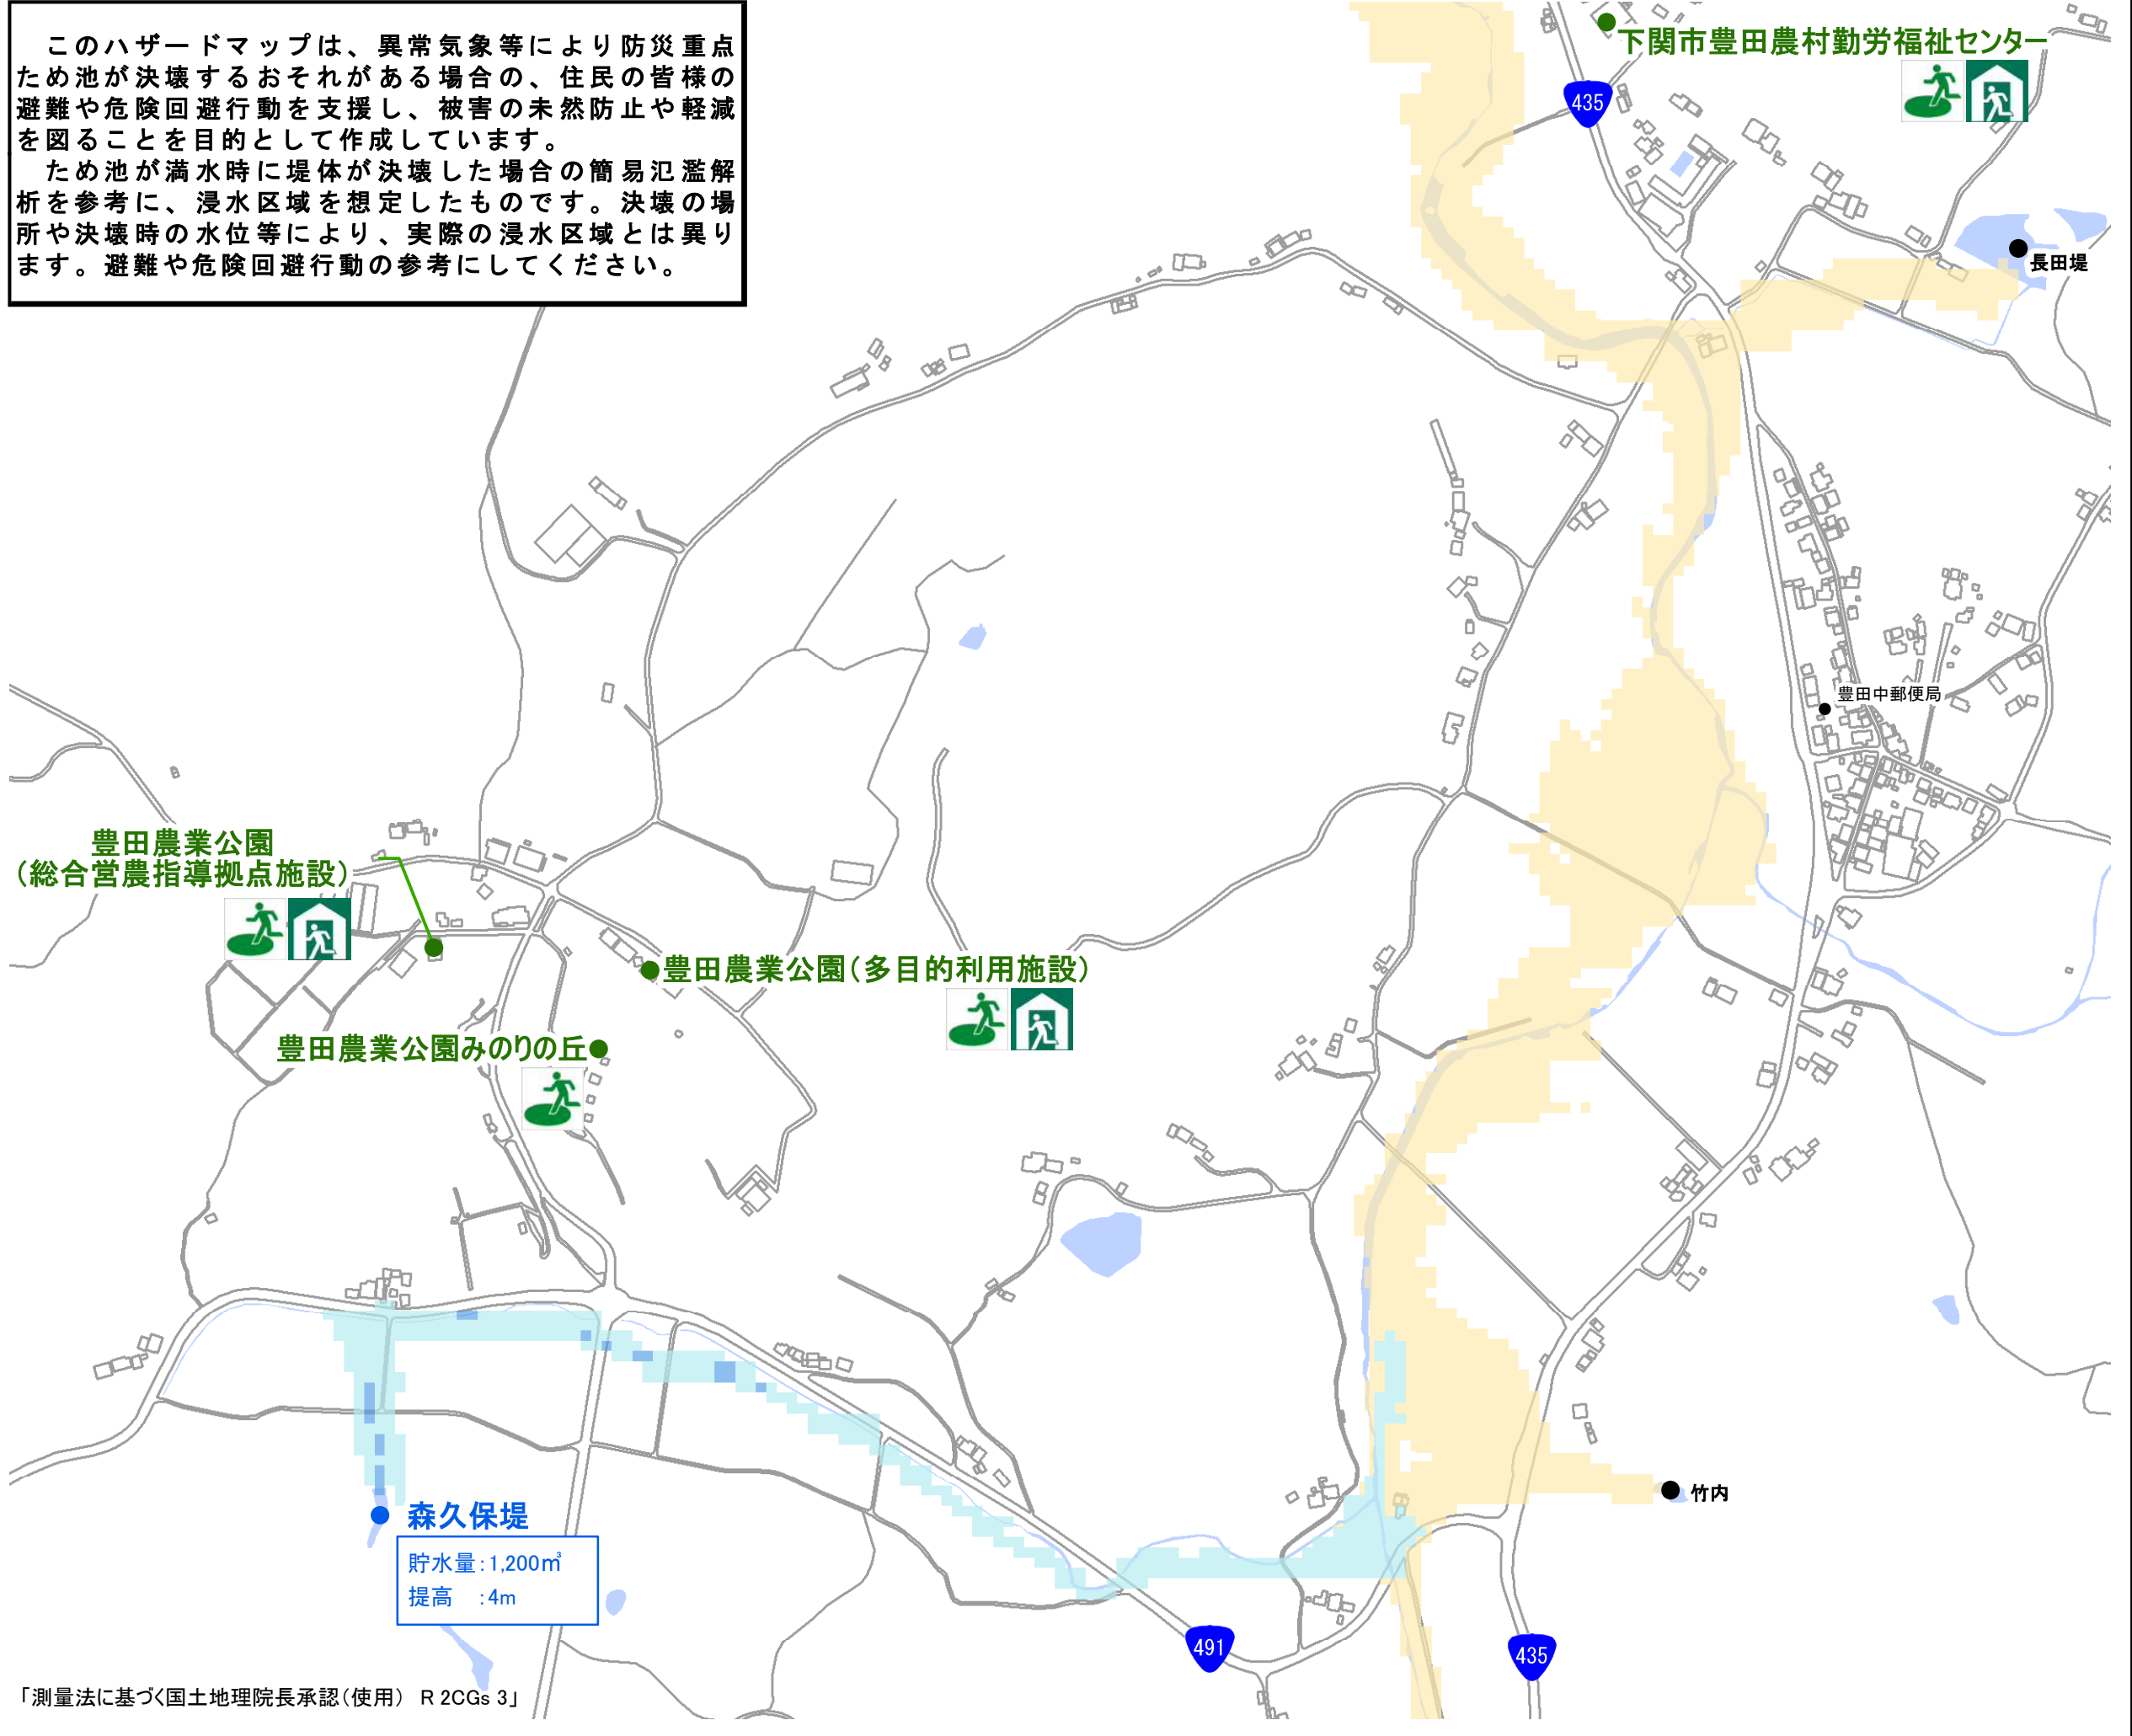 このハザードマップは、異常気象等により防災重点
ため池が決壊するおそれがある場合の、住民の皆様の
避難や危険回避行動を支援し、被害の未然防止や軽減
を図ることを目的として作成しています。
ため池が満水時に堤体が決壊した場合の簡易氾濫解
析を参考に、浸水区域を想定したものです。決壊の場
所や決壊時の水位等により、実際の浸水区域とは異り
ます。避難や危険回避行動の参考にしてください。
下関市豊田農村勤労福祉センター
435
長田堤
豊田中郵便局
豊田農業公園
(総合営農指導拠点施設)
豊田農業公園(多目的利用施設)
豊田農業公園みのりの丘
竹内
森久保堤
貯水量:1,200㎥
提高 :4m
491
435
「測量法に基づく国土地理院長承認(使用) R 2CGs 3」